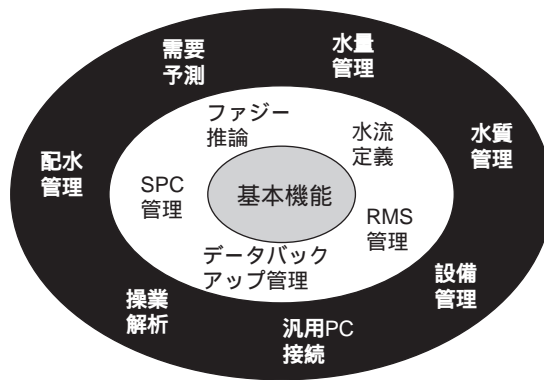 需要
予測
水量
管理
水質
管理
設備
管理
汎用PC
接続
操業
解析
配水
管理
ファジー
推論
水流
定義
RMS
管理
データバック
アップ管理
SPC
管理
基本機能